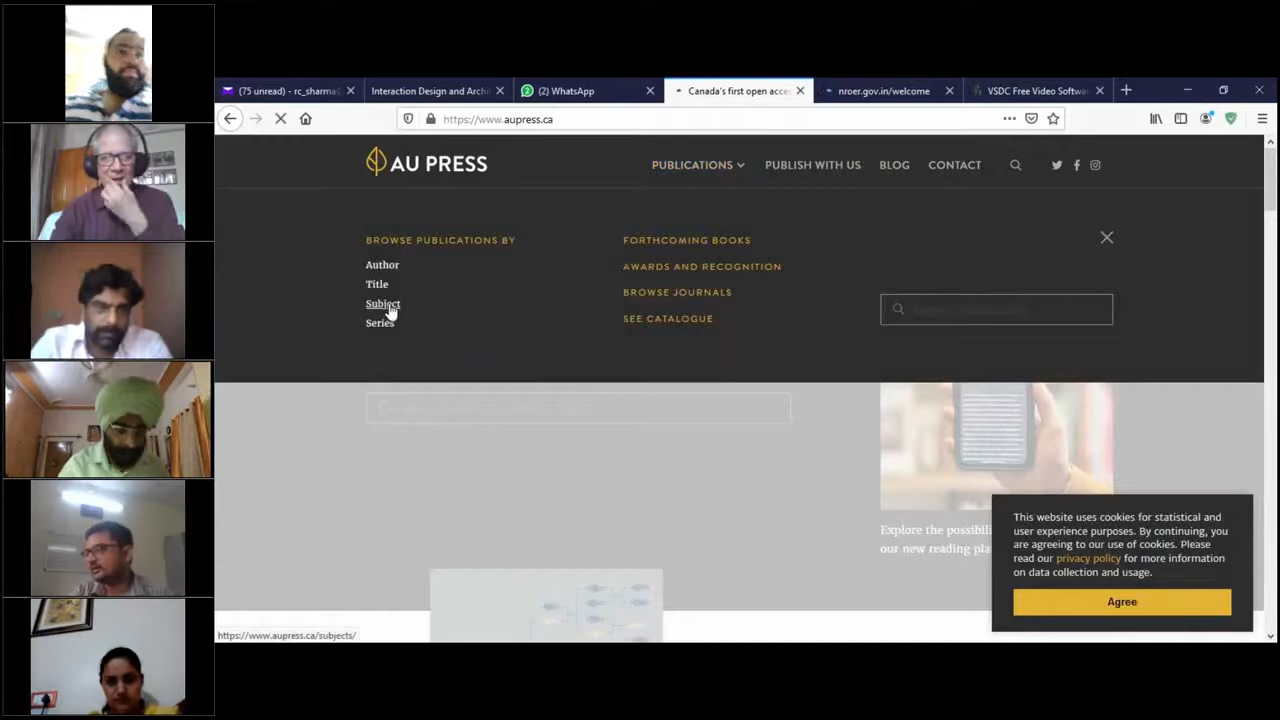 (75 unread) - rc_sharma@
Interaction Design and Archi
(2) WhatsApp
Canada's first open acces
nroer.gov.in/welcome
VSDC Free Video Softwa
https://www.aupress.ca
AU PRESS
PUBLICATIONS
PUBLISH WITH US
BLOG
CONTACT
BROWSE PUBLICATIONS BY
Author
Title
Subject
Series
FORTHCOMING BOOKS
AWARDS AND RECOGNITION
BROWSE JOURNALS
SEE CATALOGUE
Explore the possibili
our new reading pla
This website uses cookies for statistical and
user experience purposes. By continuing, you
are agreeing to our use of cookies. Please
read our privacy policy for more information
on data collection and usage.
Agree
https://www.aupress.ca/subjects/